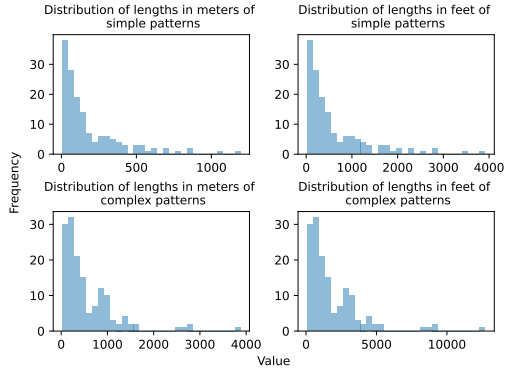 Distribution of lengths in meters of
simple patterns
30
20
10
0
0 500 1000
Distribution of lengths in feet of
simple patterns
30
20
10
0
0 1000 2000 3000 4000
Frequency
Distribution of lengths in meters of
complex patterns
30
20
10
0
0 1000 2000 3000 4000
Distribution of lengths in feet of
complex patterns
30
20
10
0
0 5000 10000
Value